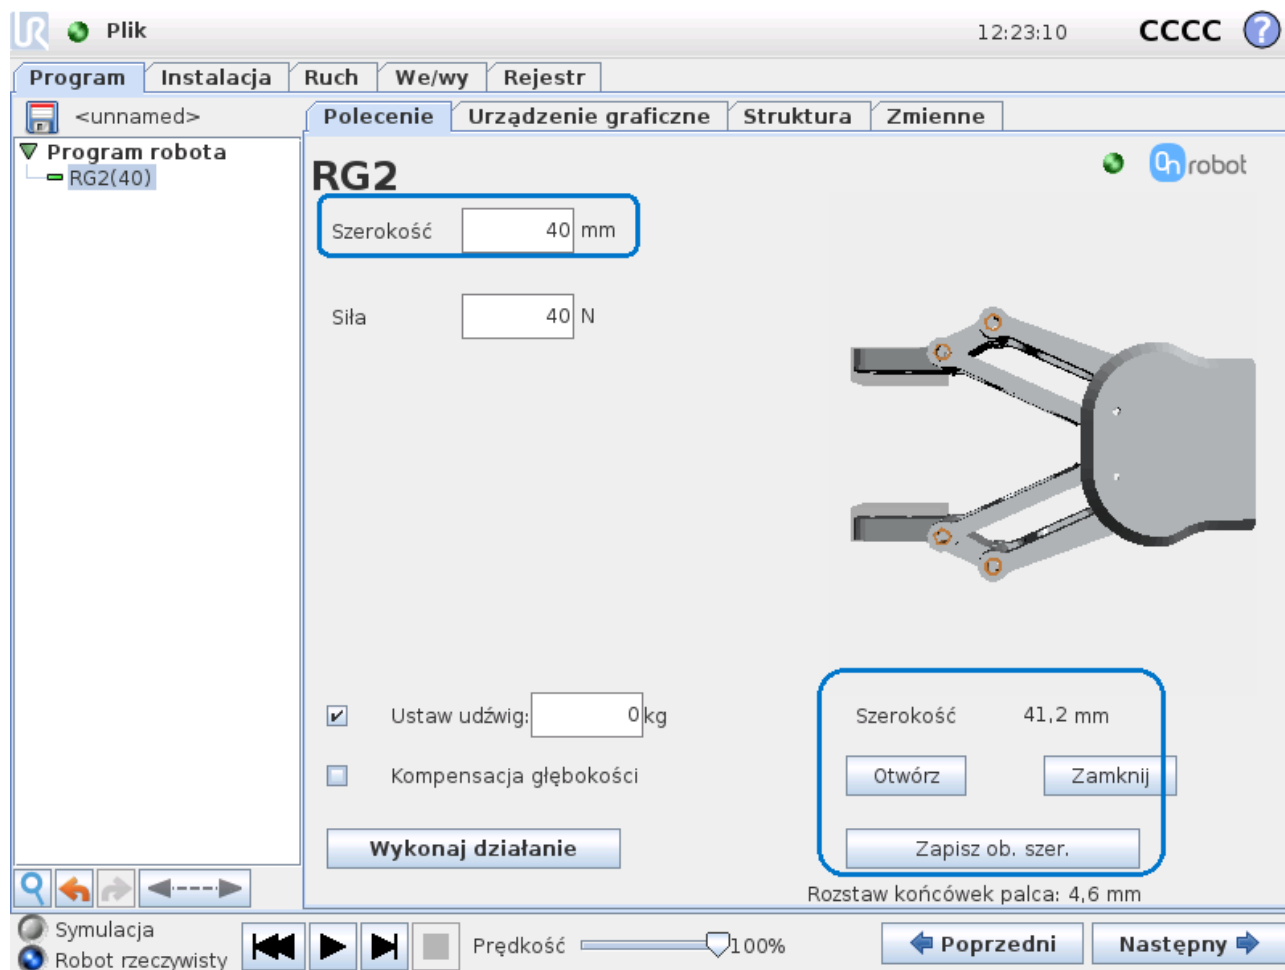 Plik 12:23:10 CCCC ?
Program Instalacja Ruch We/wy Rejestr
<unnamed> Polecenie Urządzenie graficzne Struktura Zmienne
Program robota
RG2(40)
RG2
On robot
Szerokość 40 mm
Siła 40 N
Ustaw udźwig: 0 kg
Szerokość 41,2 mm
Kompensacja głębokości
Otwórz Zamknij
Wykonaj działanie
Zapisz ob. szer.
Rozstaw końcówek palca: 4,6 mm
Symulacja
Robot rzeczywisty
Prędkość 100%
Poprzedni Następny